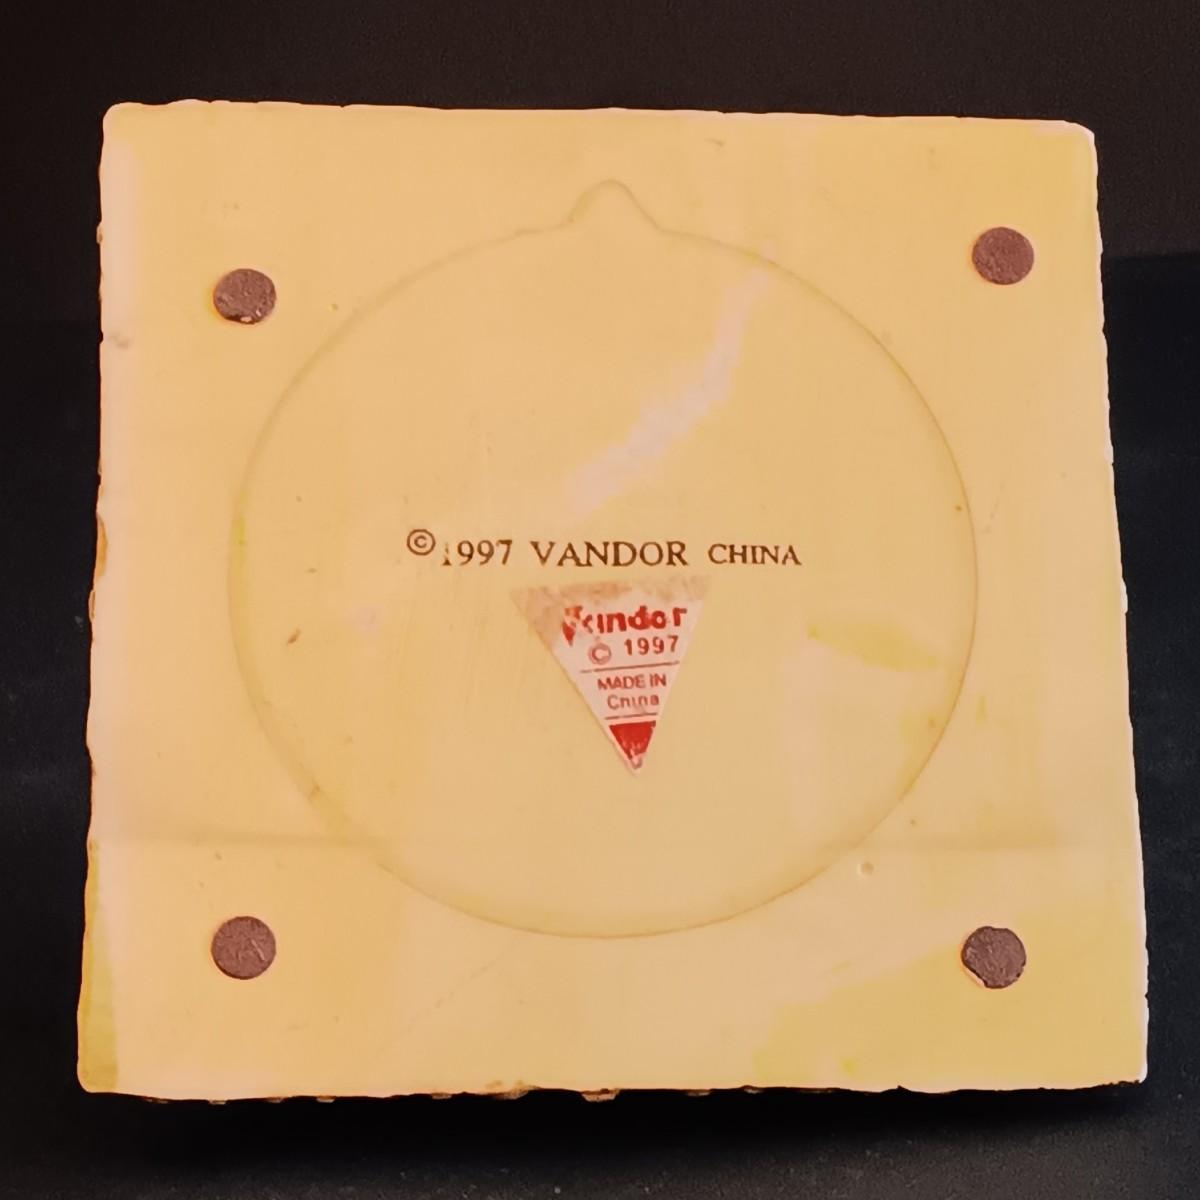 ©1997 VANDOR CHINA
Vandor
© 1997
MADE IN
China